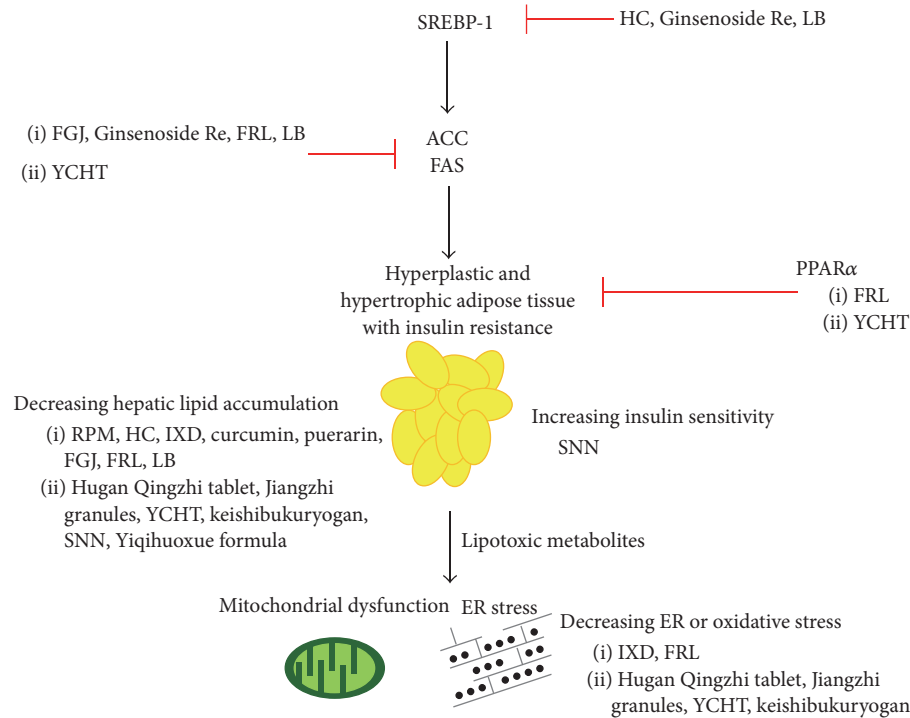 SREBP-1
HC, Ginsenoside Re, LB
(i) FGJ, Ginsenoside Re, FRL, LB
(ii) YCHT
ACC
FAS
Hyperplastic and
hypertrophic adipose tissue
with insulin resistance
PPARα
(i) FRL
(ii) YCHT
Decreasing hepatic lipid accumulation
(i) RPM, HC, IXD, curcumin, puerarin,
FGJ, FRL, LB
(ii) Hugan Qingzhi tablet, Jiangzhi
granules, YCHT, keishibukuryogan,
SNN, Yiqihuoxue formula
Increasing insulin sensitivity
SNN
Lipotoxic metabolites
Mitochondrial dysfunction
ER stress
Decreasing ER or oxidative stress
(i) IXD, FRL
(ii) Hugan Qingzhi tablet, Jiangzhi
granules, YCHT, keishibukuryogan